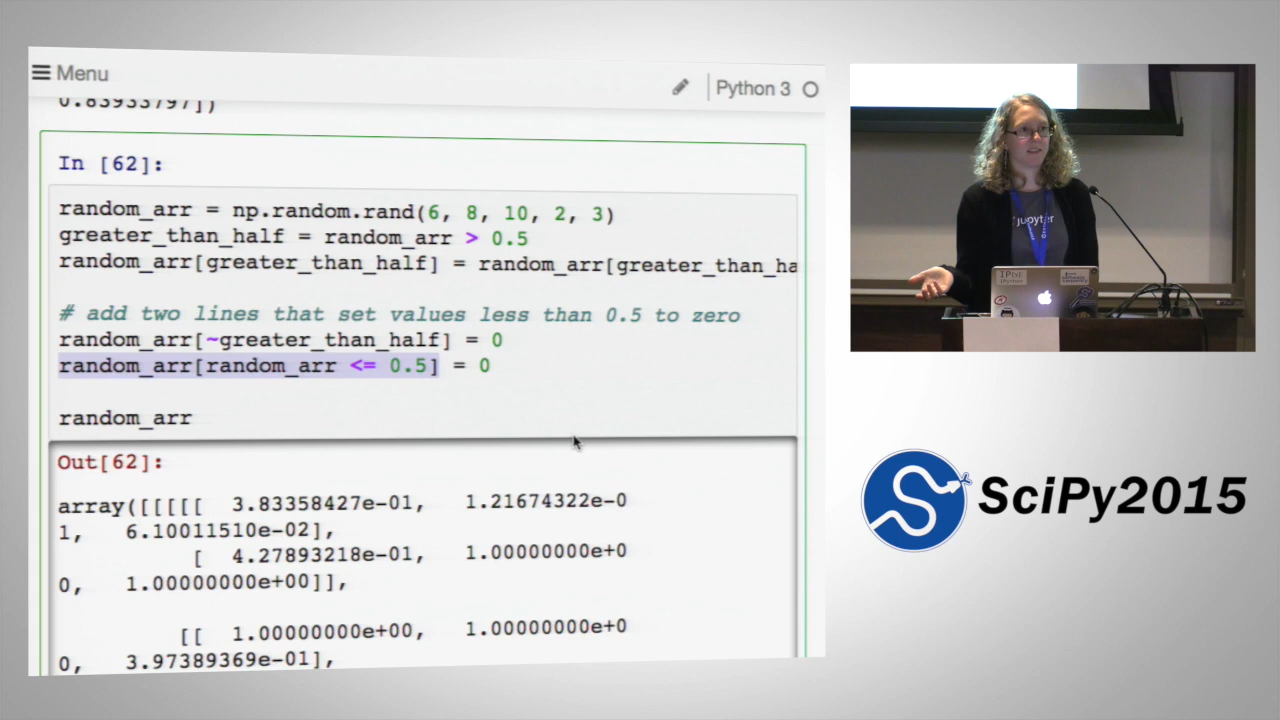 Menu
Python 3
0.83933797])
In [62]:
random_arr = np.random.rand(6, 8, 10, 2, 3)
greater_than_half = random_arr > 0.5
random_arr[greater_than_half] = random_arr[greater_than_ha
# add two lines that set values less than 0.5 to zero
random_arr[~greater_than_half] = 0
random_arr[random_arr <= 0.5] = 0
random_arr
Out[62]:
array([[[[[ 3.83358427e-01, 1.21674322e-0
1, 6.10011510e-02],
[ 4.27893218e-01, 1.00000000e+0
0, 1.00000000e+00]],
[[ 1.00000000e+00, 1.00000000e+0
0, 3.97389369e-01],
jupyter
IPython
SciPy2015